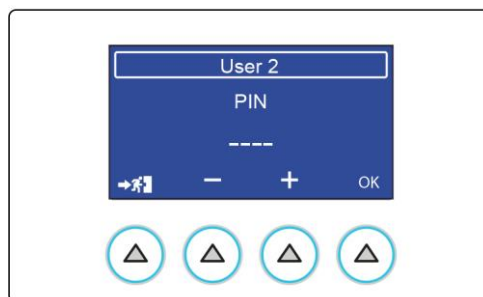 User 2
PIN
----
− + OK